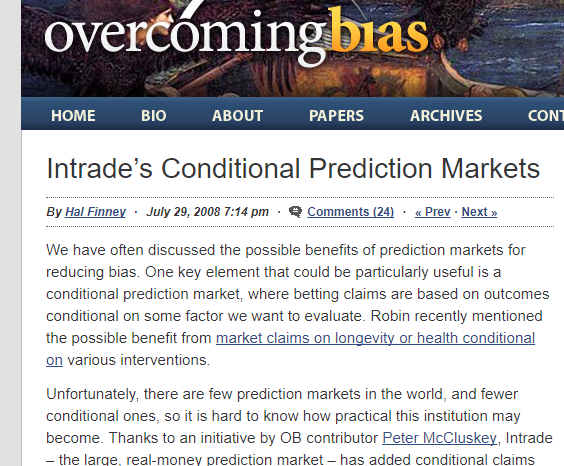 overcomingbias
HOME BIO ABOUT PAPERS ARCHIVES CONT
Intrade's Conditional Prediction Markets
By Hal Finney · July 29, 2008 7:14 pm · Comments (24) · « Prev · Next »
We have often discussed the possible benefits of prediction markets for
reducing bias. One key element that could be particularly useful is a
conditional prediction market, where betting claims are based on outcomes
conditional on some factor we want to evaluate. Robin recently mentioned
the possible benefit from market claims on longevity or health conditional
on various interventions.
Unfortunately, there are few prediction markets in the world, and fewer
conditional ones, so it is hard to know how practical this institution may
become. Thanks to an initiative by OB contributor Peter McCluskey, Intrade
– the large, real-money prediction market – has added conditional claims